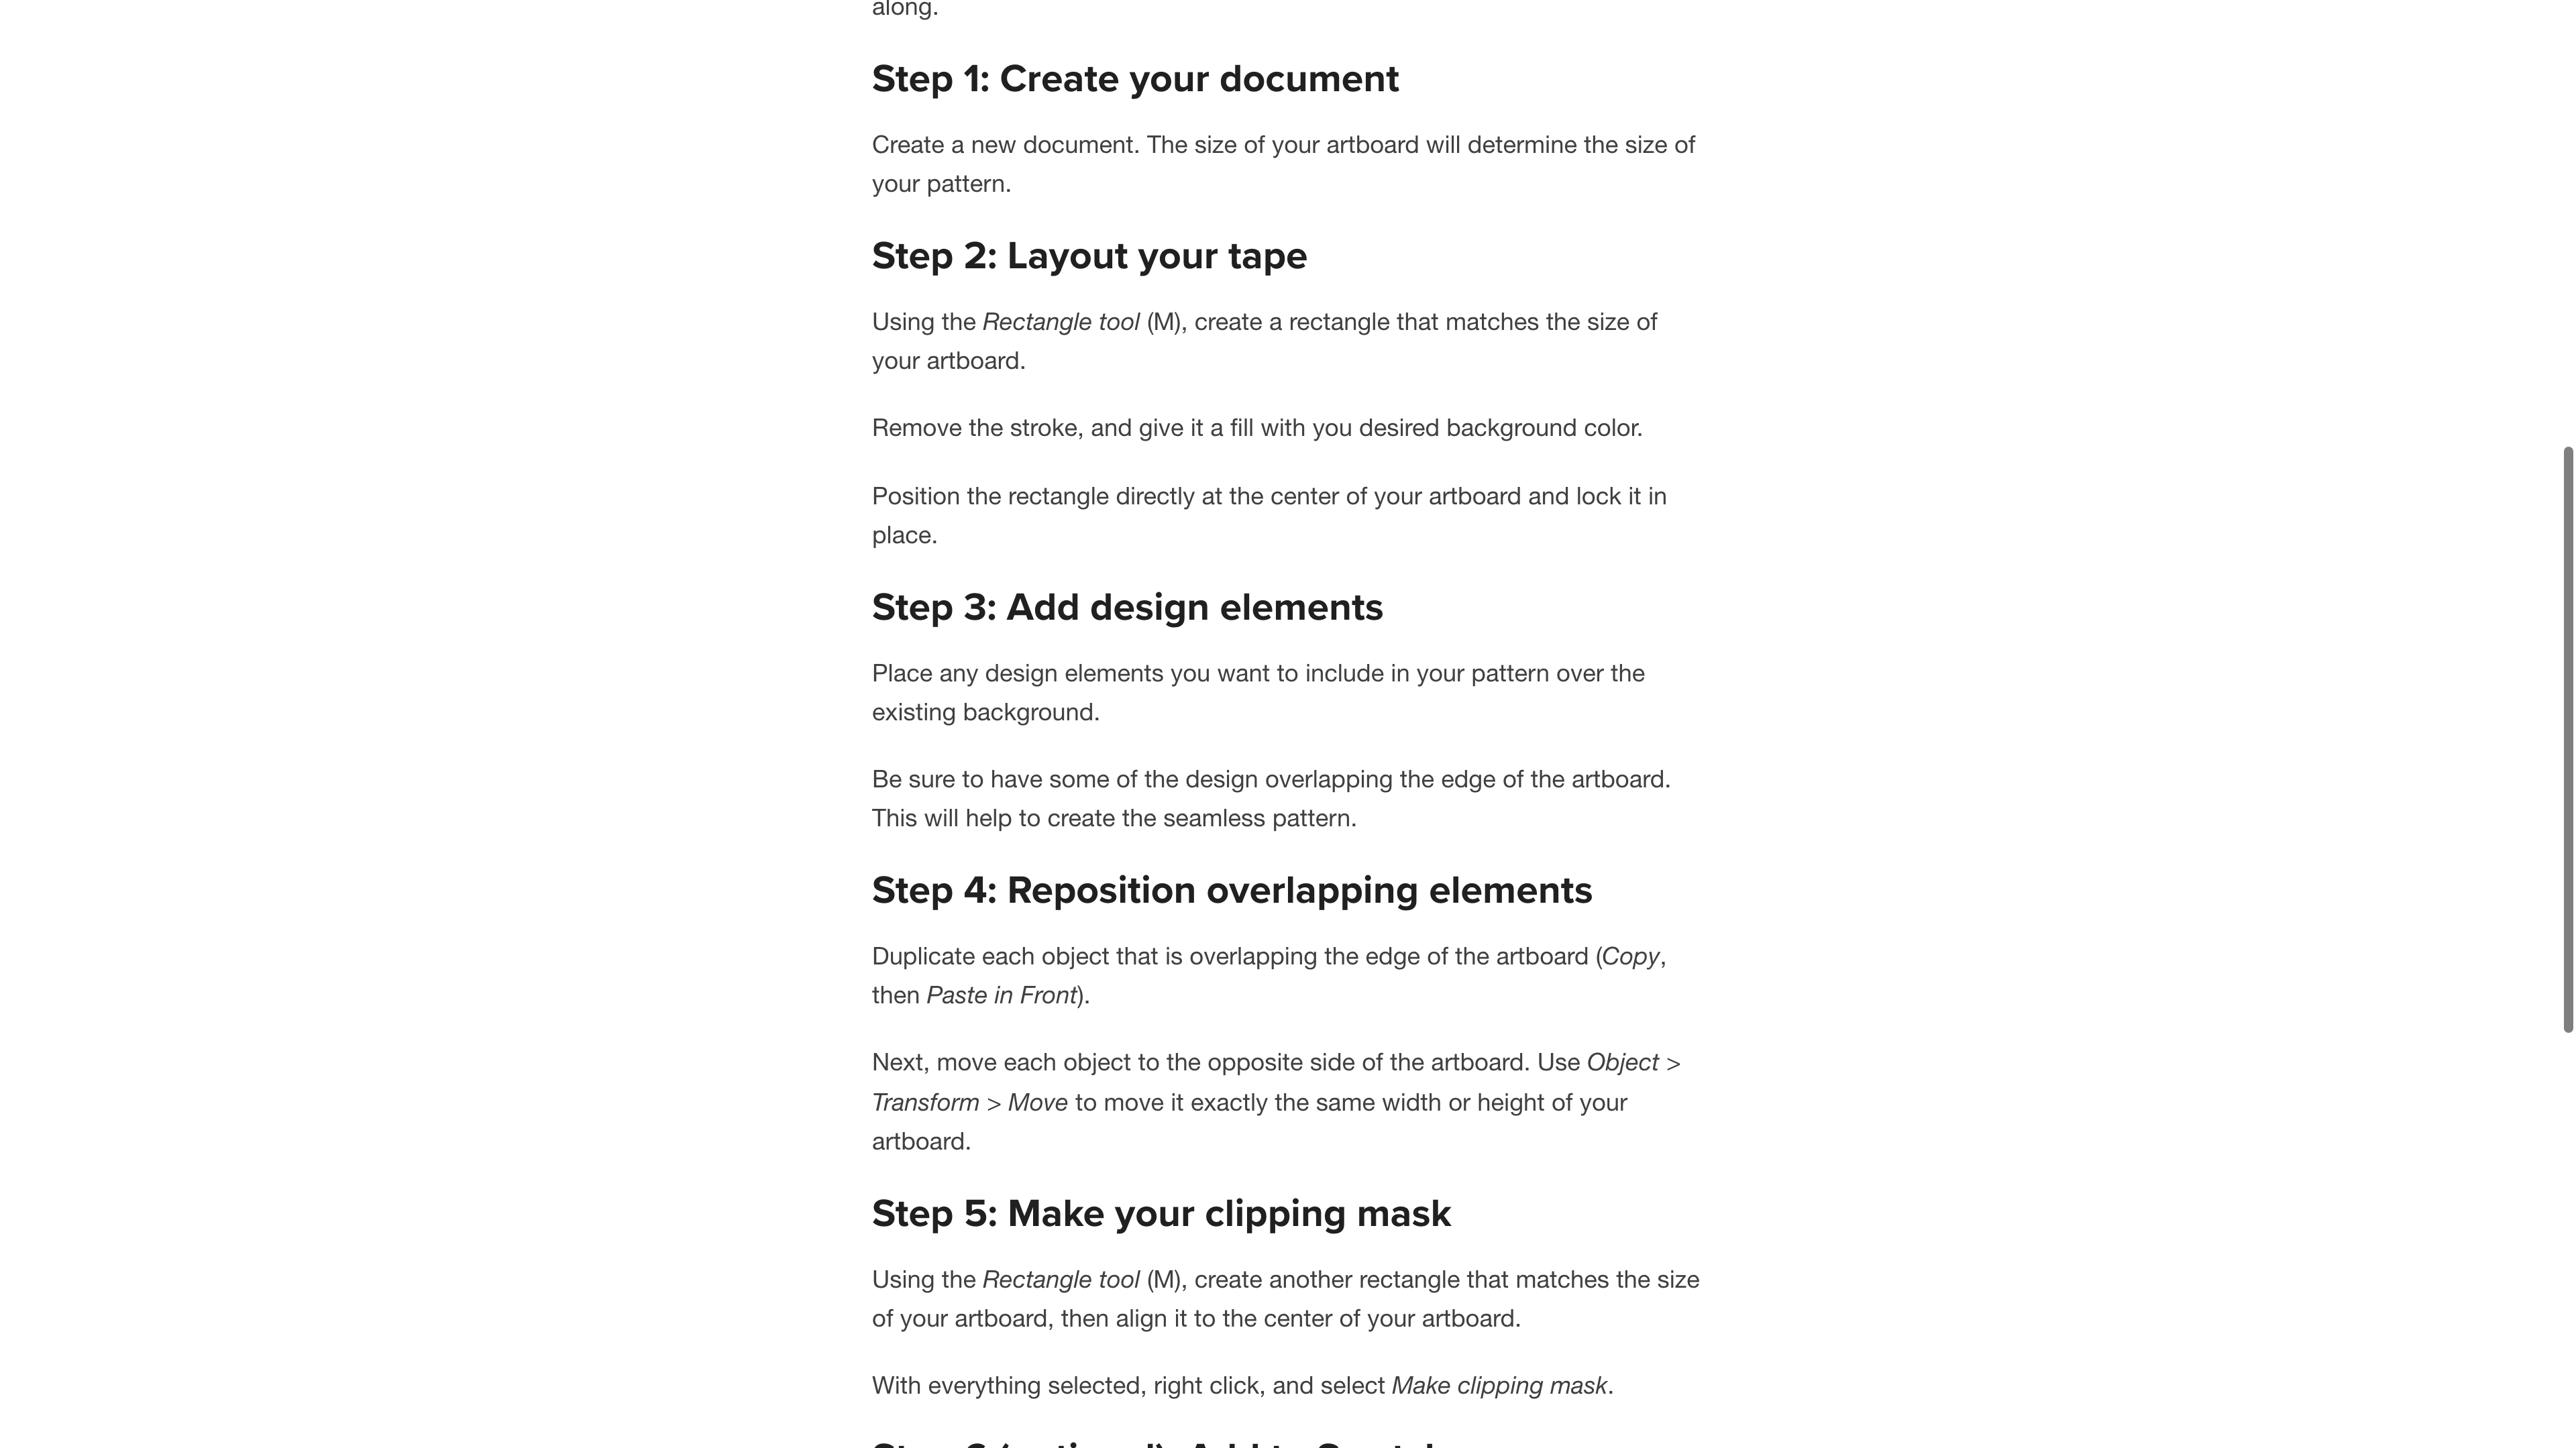 along.
Step 1: Create your document
Create a new document. The size of your artboard will determine the size of
your pattern.
Step 2: Layout your tape
Using the Rectangle tool (M), create a rectangle that matches the size of
your artboard.
Remove the stroke, and give it a fill with you desired background color.
Position the rectangle directly at the center of your artboard and lock it in
place.
Step 3: Add design elements
Place any design elements you want to include in your pattern over the
existing background.
Be sure to have some of the design overlapping the edge of the artboard.
This will help to create the seamless pattern.
Step 4: Reposition overlapping elements
Duplicate each object that is overlapping the edge of the artboard (Copy,
then Paste in Front).
Next, move each object to the opposite side of the artboard. Use Object >
Transform > Move to move it exactly the same width or height of your
artboard.
Step 5: Make your clipping mask
Using the Rectangle tool (M), create another rectangle that matches the size
of your artboard, then align it to the center of your artboard.
With everything selected, right click, and select Make clipping mask.